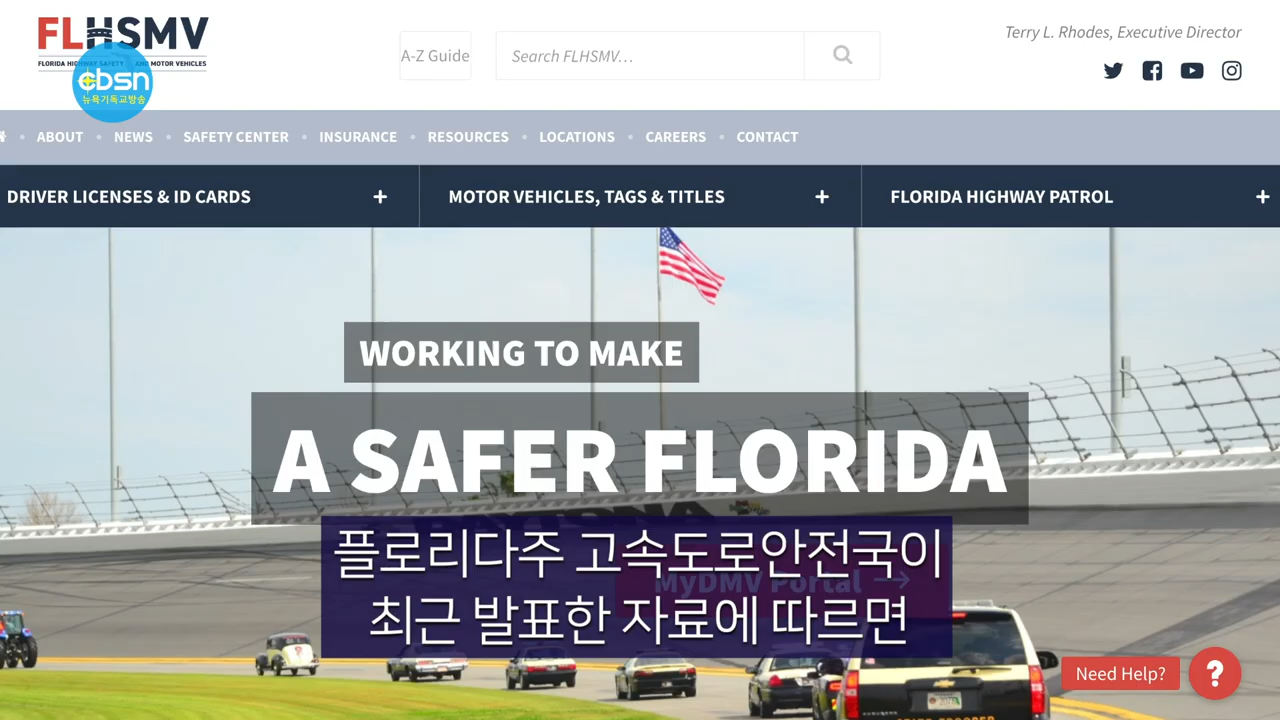 FLHSMV
FLORIDA HIGHWAY SAFETY AND MOTOR VEHICLES
cbsn
뉴욕기독교방송
A-Z Guide
Search FLHSMV...
Terry L. Rhodes, Executive Director
ABOUT • NEWS • SAFETY CENTER • INSURANCE • RESOURCES • LOCATIONS • CAREERS • CONTACT
DRIVER LICENSES & ID CARDS + MOTOR VEHICLES, TAGS & TITLES + FLORIDA HIGHWAY PATROL +
WORKING TO MAKE
A SAFER FLORIDA
DAYTONA
플로리다주 고속도로안전국이
MyDMV Portal →
최근 발표한 자료에 따르면
Need Help? ?
STATE TROOPER